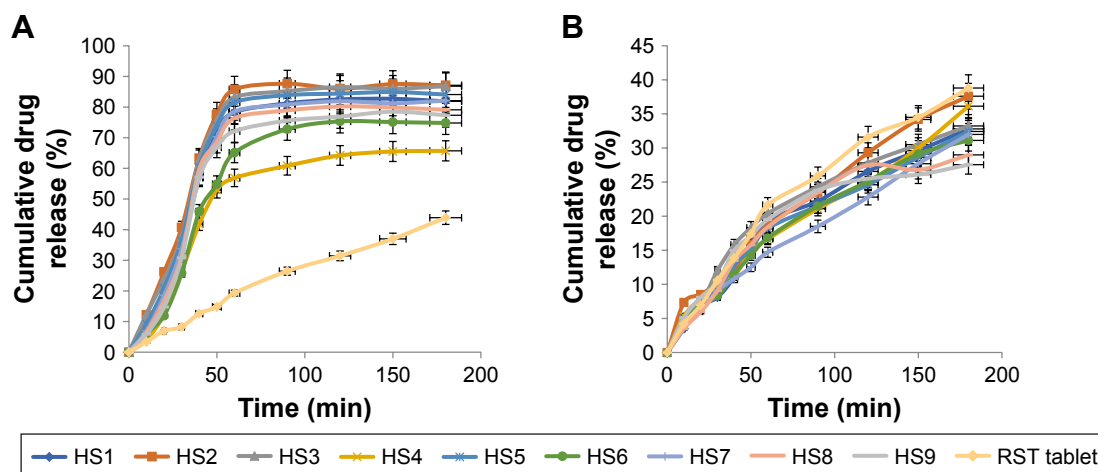 A
Cumulative drug
release (%)
100
90
80
70
60
50
40
30
20
10
0
0 50 100 150 200
Time (min)
B
Cumulative drug
release (%)
45
40
35
30
25
20
15
10
5
0
0 50 100 150 200
Time (min)
HS1 HS2 HS3 HS4 HS5 HS6 HS7 HS8 HS9 RST tablet